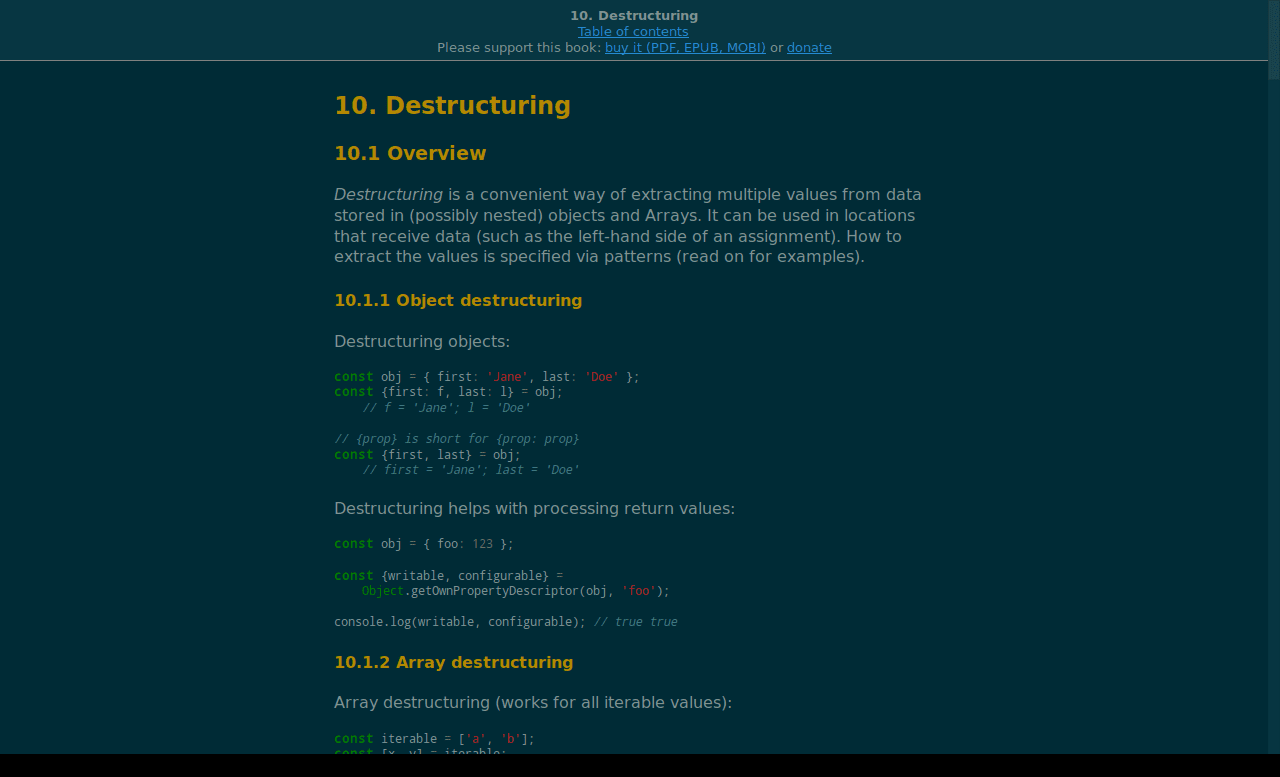 10. Destructuring
Table of contents
Please support this book: buy it (PDF, EPUB, MOBI) or donate
10. Destructuring
10.1 Overview
Destructuring is a convenient way of extracting multiple values from data
stored in (possibly nested) objects and Arrays. It can be used in locations
that receive data (such as the left-hand side of an assignment). How to
extract the values is specified via patterns (read on for examples).
10.1.1 Object destructuring
Destructuring objects:
const obj = { first: 'Jane', last: 'Doe' };
const {first: f, last: l} = obj;
    // f = 'Jane'; l = 'Doe'
// {prop} is short for {prop: prop}
const {first, last} = obj;
    // first = 'Jane'; last = 'Doe'
Destructuring helps with processing return values:
const obj = { foo: 123 };
const {writable, configurable} =
    Object.getOwnPropertyDescriptor(obj, 'foo');
console.log(writable, configurable); // true true
10.1.2 Array destructuring
Array destructuring (works for all iterable values):
const iterable = ['a', 'b'];
const [x, y] = iterable;